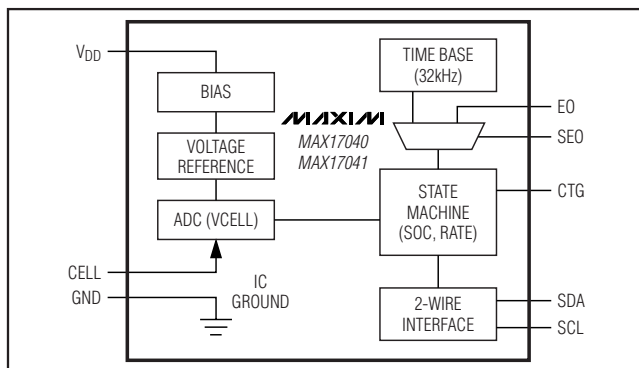 VDD
BIAS
VOLTAGE
REFERENCE
ADC (VCELL)
CELL
GND
IC
GROUND
MAXIM
MAX17040
MAX17041
TIME BASE
(32kHz)
EO
SEO
STATE
MACHINE
(SOC, RATE)
CTG
2-WIRE
INTERFACE
SDA
SCL